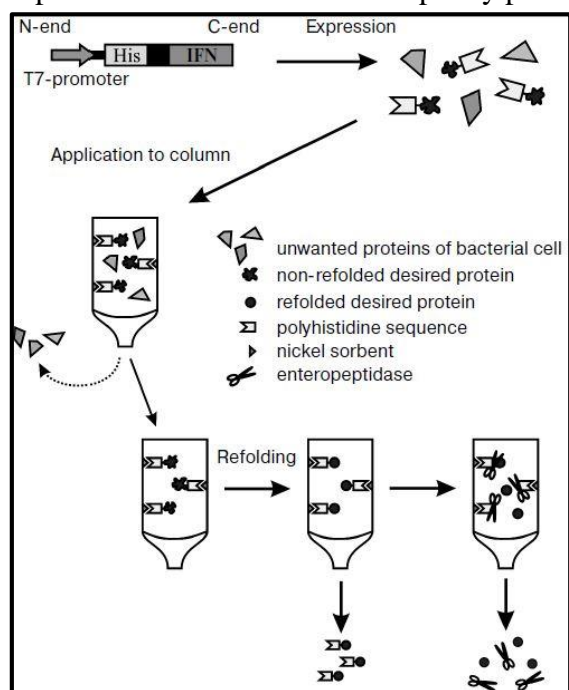 N-end C-end Expression
His IFN
T7-promoter
Application to column
unwanted proteins of bacterial cell
non-refolded desired protein
refolded desired protein
polyhistidine sequence
nickel sorbent
enteropeptidase
Refolding